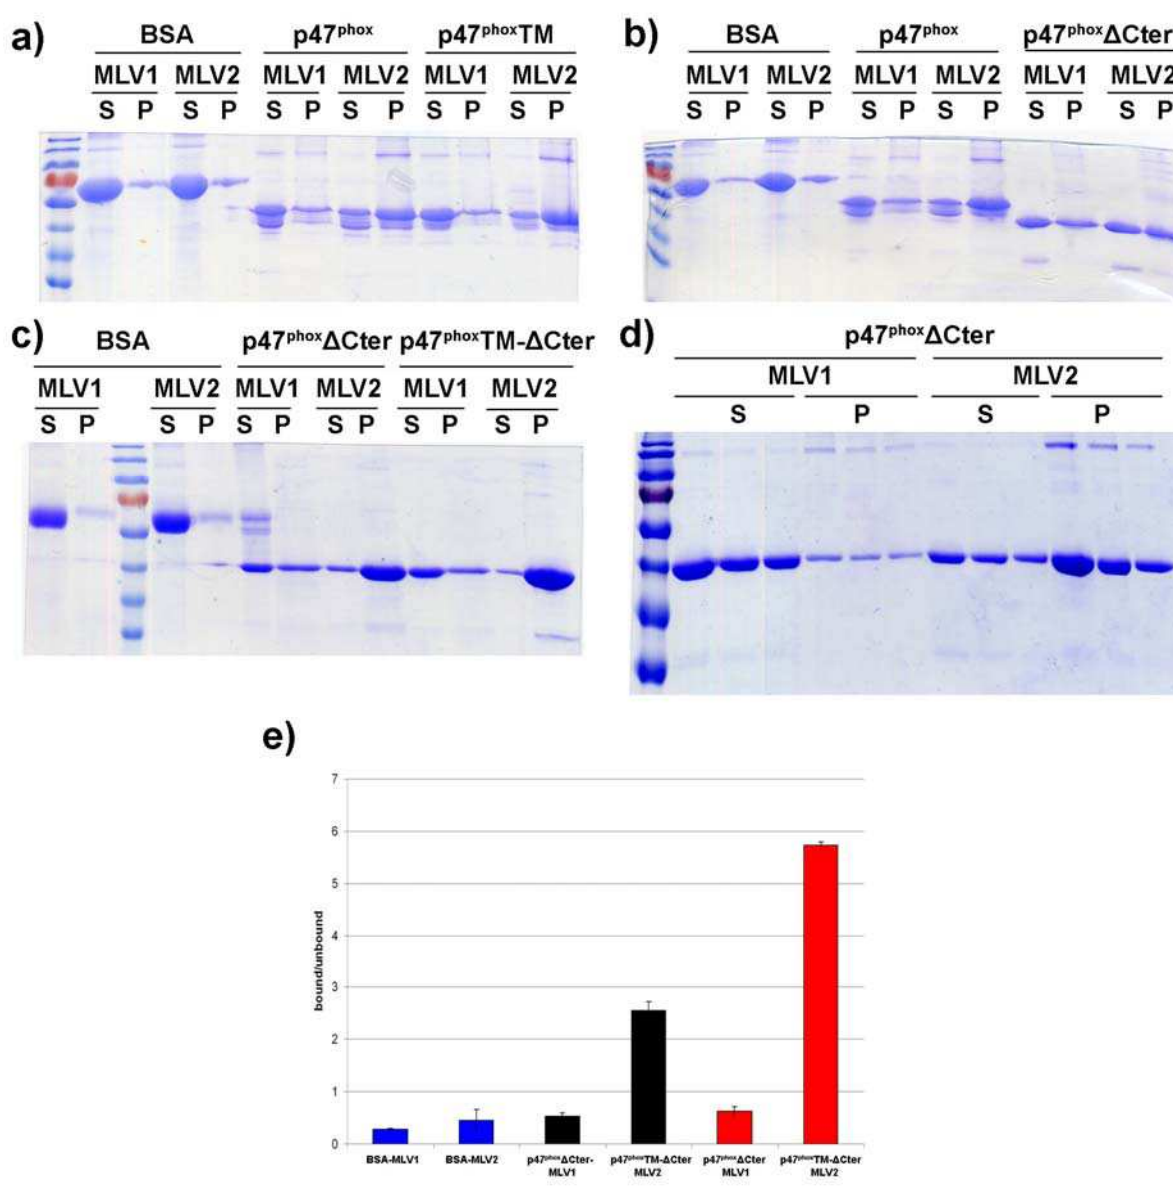 a)
BSA p47phox p47phoxTM
MLV1 MLV2 MLV1 MLV2 MLV1 MLV2
S P S P S P S P S P S P
b)
BSA p47phox p47phoxΔCter
MLV1 MLV2 MLV1 MLV2 MLV1 MLV2
S P S P S P S P S P S P
c)
BSA p47phoxΔCter p47phoxTM-ΔCter
MLV1 MLV2 MLV1 MLV2 MLV1 MLV2
S P S P S P S P S P S P
d)
p47phoxΔCter
MLV1 MLV2
S P S P
e)
bound/unbound
7
6
5
4
3
2
1
0
BSA-MLV1 BSA-MLV2 p47phoxΔCter- p47phoxTM-ΔCter p47phoxΔCter p47phoxTM-ΔCter
MLV1 MLV2 MLV1 MLV2